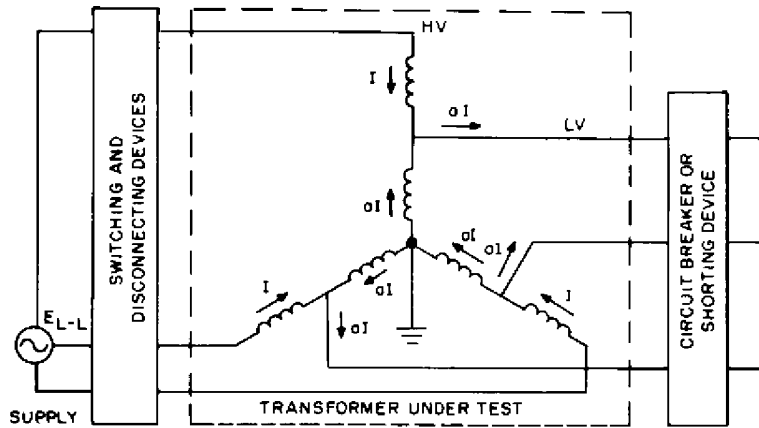 HV
I
aI
LV
SWITCHING AND
DISCONNECTING DEVICES
aI
aI
aI
I
aI
I
CIRCUIT BREAKER OR
SHORTING DEVICE
E L-L
aI
SUPPLY
TRANSFORMER UNDER TEST